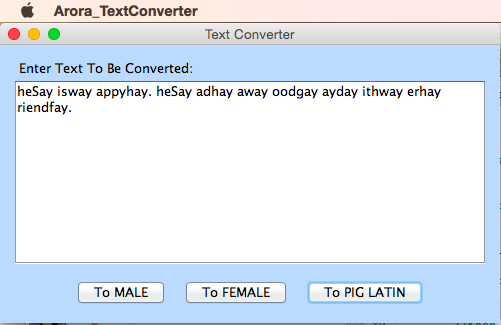 Arora_TextConverter
Text Converter
Enter Text To Be Converted:
heSay isway appyhay. heSay adhay away oodgay ayday ithway erhay
riendfay.
To MALE
To FEMALE
To PIG LATIN